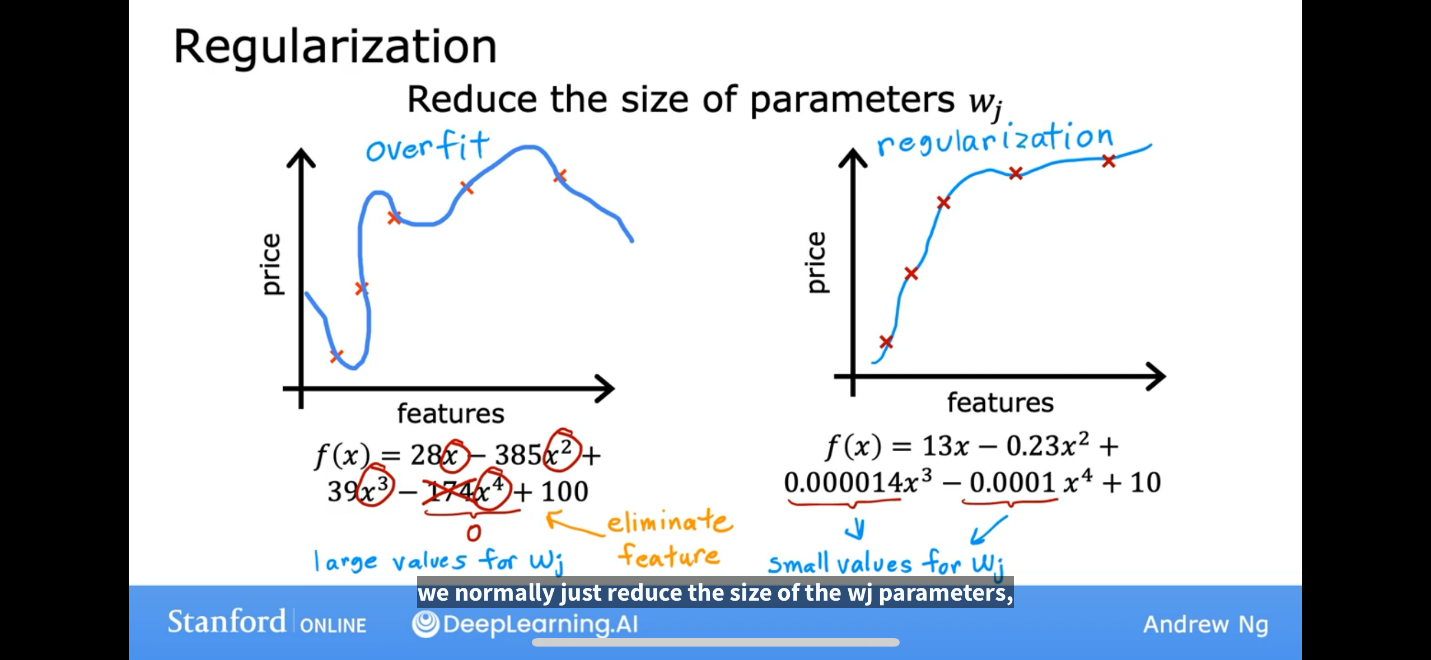 Regularization
Reduce the size of parameters wⱼ
overfit
price
features
f(x) = 28x − 385x² +
39x³ − 174x⁴ + 100
0
eliminate
feature
large values for wⱼ
regularization
price
features
f(x) = 13x − 0.23x² +
0.000014x³ − 0.0001 x⁴ + 10
small values for wⱼ
we normally just reduce the size of the wj parameters,
Stanford ONLINE
DeepLearning.AI
Andrew Ng